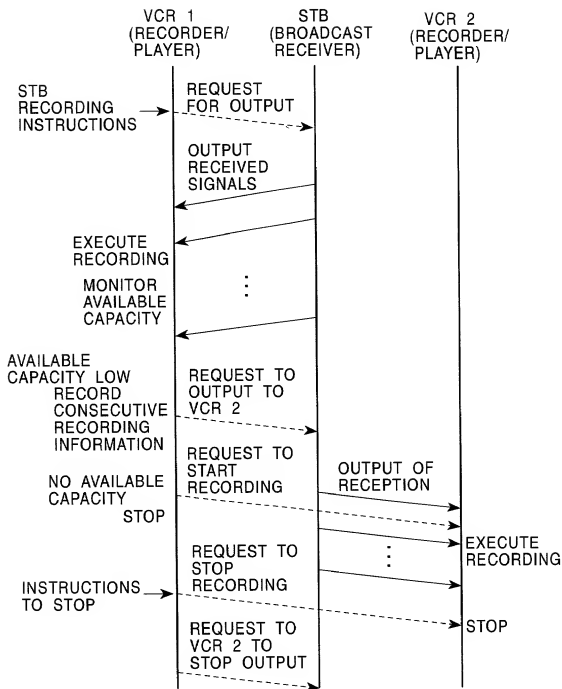 VCR 1
(RECORDER/
PLAYER)
STB
(BROADCAST
RECEIVER)
VCR 2
(RECORDER/
PLAYER)
STB
RECORDING
INSTRUCTIONS
REQUEST
FOR OUTPUT
OUTPUT
RECEIVED
SIGNALS
EXECUTE
RECORDING
MONITOR
AVAILABLE
CAPACITY
AVAILABLE
CAPACITY LOW
RECORD
CONSECUTIVE
RECORDING
INFORMATION
REQUEST TO
OUTPUT TO
VCR 2
REQUEST TO
START
RECORDING
OUTPUT OF
RECEPTION
NO AVAILABLE
CAPACITY
STOP
EXECUTE
RECORDING
REQUEST TO
STOP
RECORDING
INSTRUCTIONS
TO STOP
STOP
REQUEST TO
VCR 2 TO
STOP OUTPUT